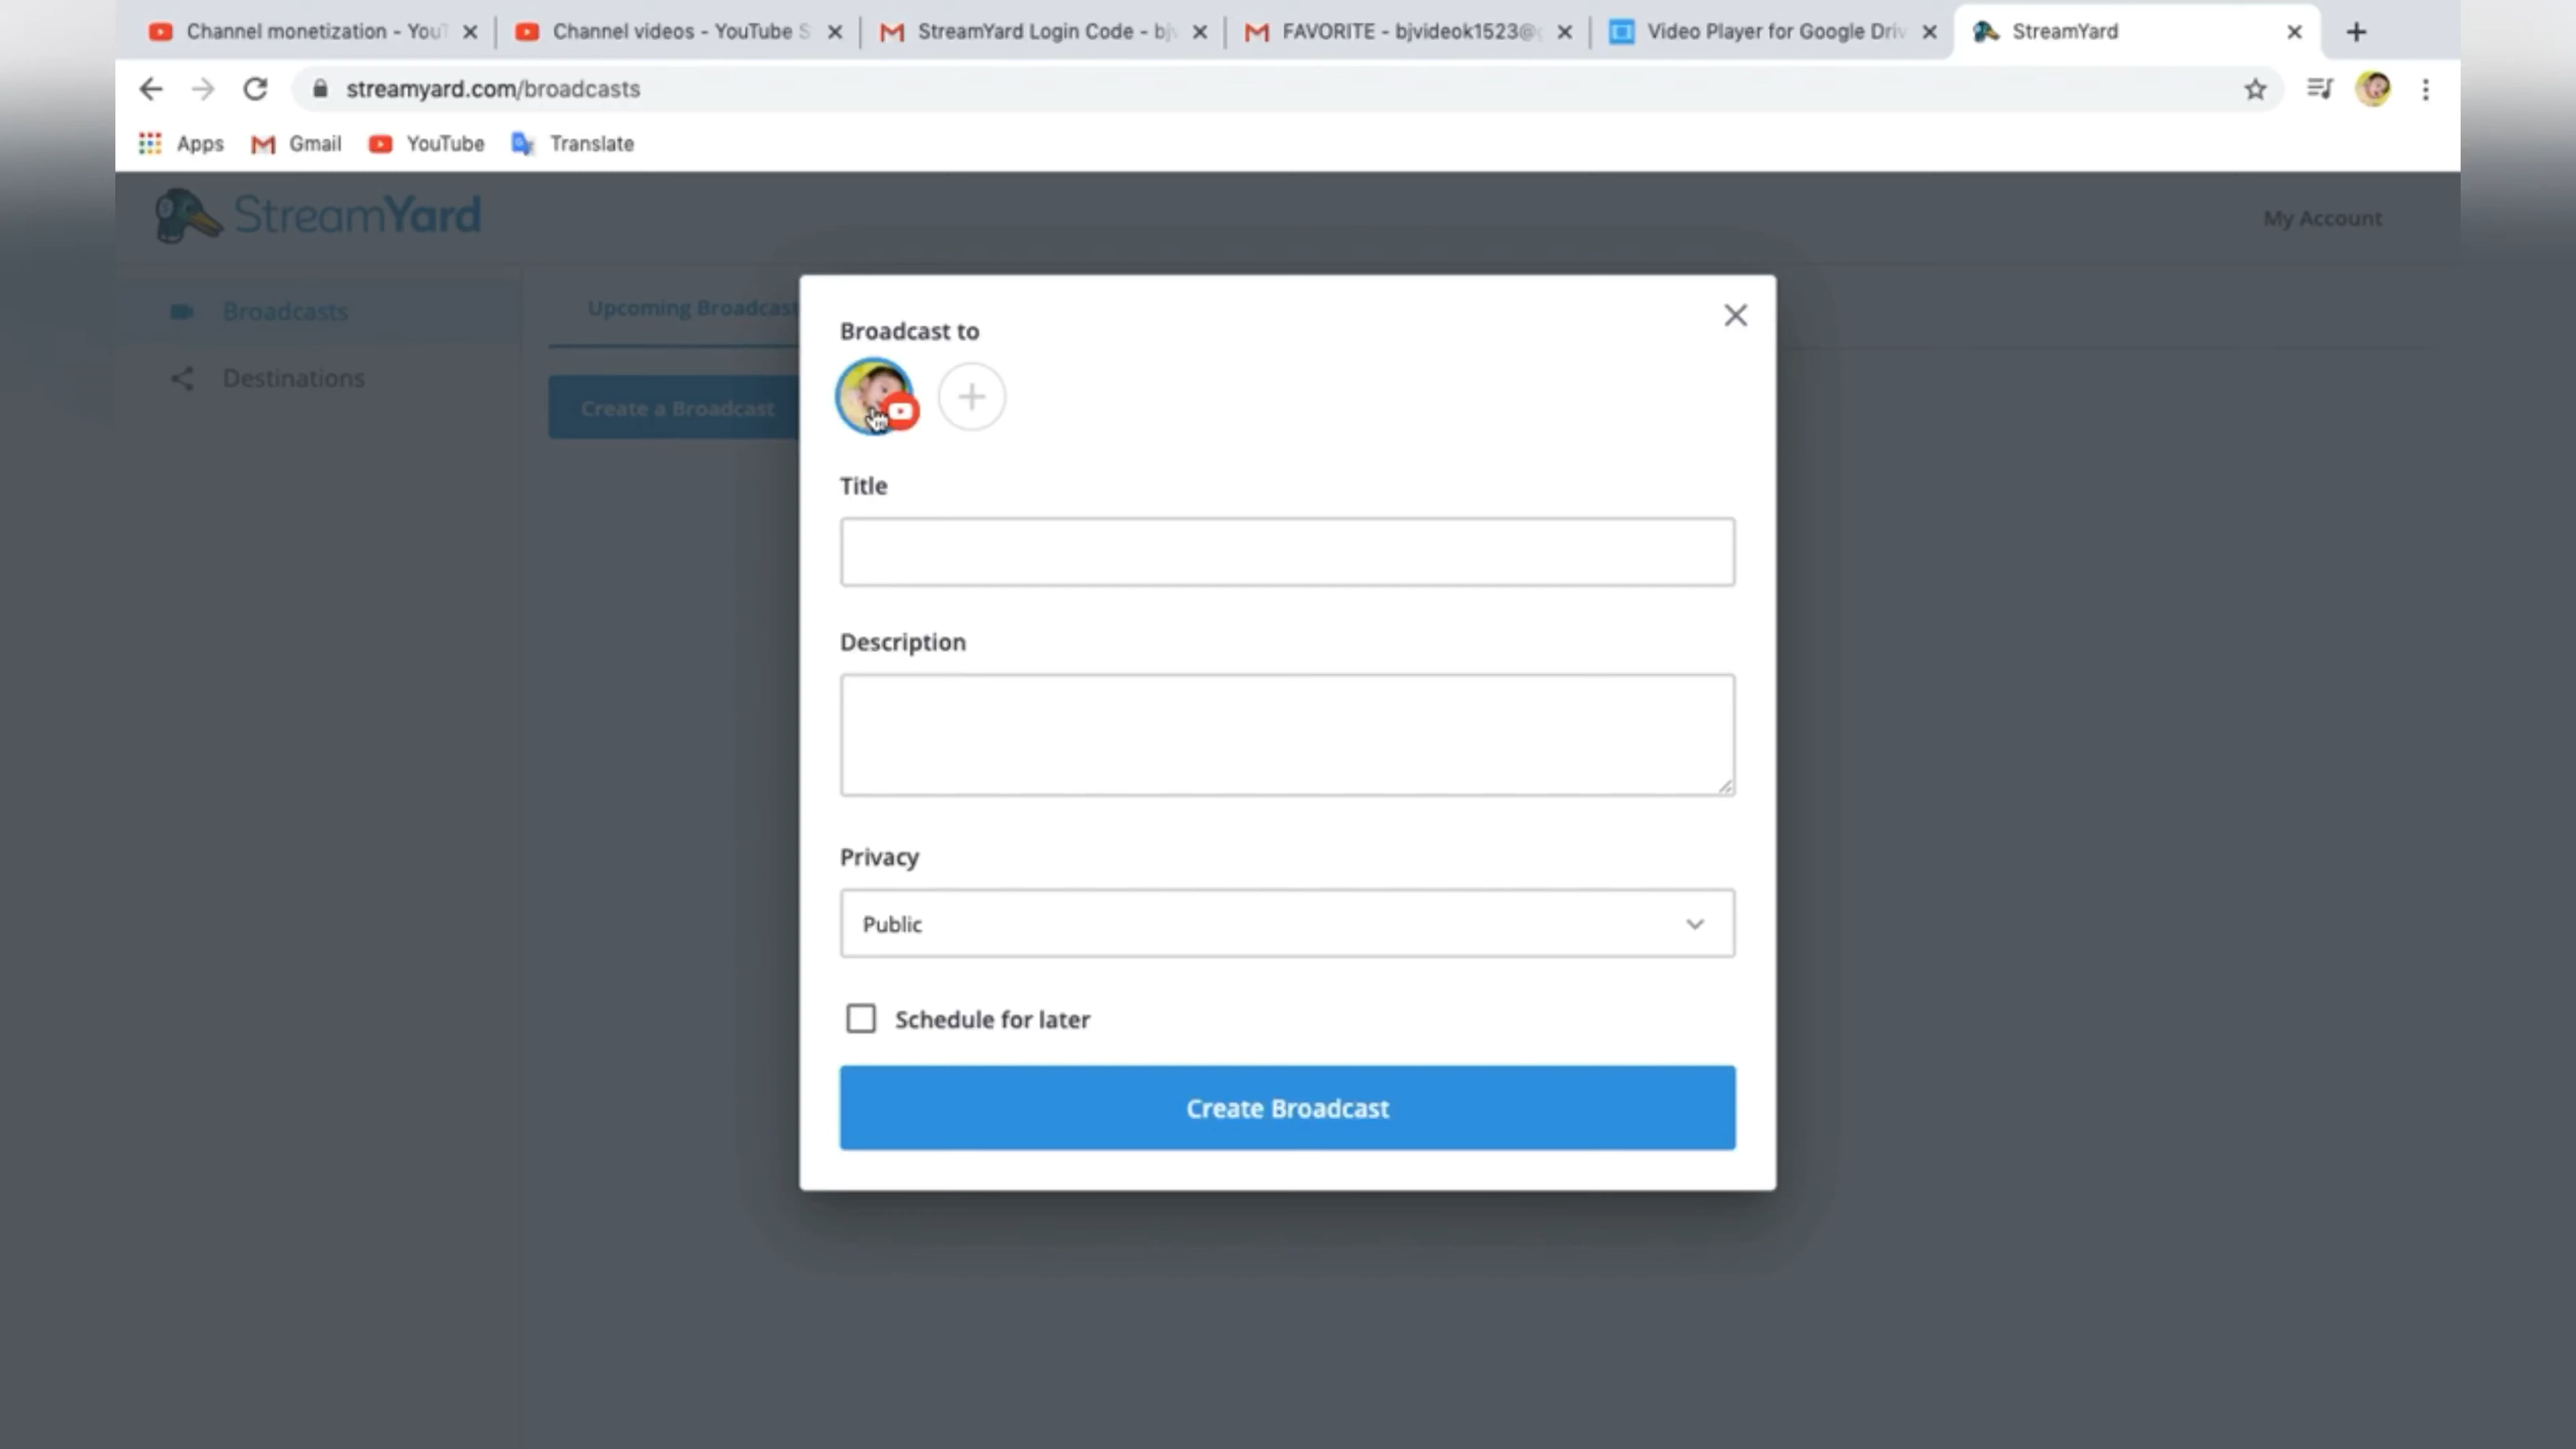 Channel monetization - YouT
Channel videos - YouTube S
StreamYard Login Code - bjv
FAVORITE - bjvideok1523@g
Video Player for Google Driv
StreamYard
streamyard.com/broadcasts
Apps
Gmail
YouTube
Translate
StreamYard
My Account
Broadcasts
Destinations
Upcoming Broadcast
Create a Broadcast
Broadcast to
Title
Description
Privacy
Public
Schedule for later
Create Broadcast